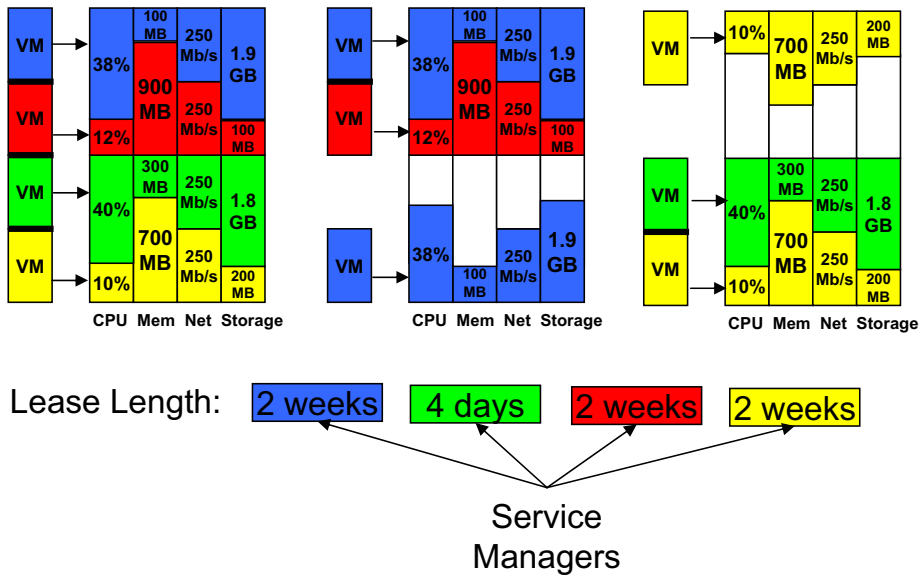 VM
38%
100
MB
250
Mb/s
1.9
GB
VM
12%
900
MB
250
Mb/s
100
MB
VM
40%
300
MB
250
Mb/s
1.8
GB
VM
10%
700
MB
250
Mb/s
200
MB
CPU Mem Net Storage
VM
38%
100
MB
250
Mb/s
1.9
GB
VM
12%
900
MB
250
Mb/s
100
MB
VM
38%
100
MB
250
Mb/s
1.9
GB
CPU Mem Net Storage
VM
10%
700
MB
250
Mb/s
200
MB
VM
40%
300
MB
250
Mb/s
1.8
GB
VM
10%
700
MB
250
Mb/s
200
MB
CPU Mem Net Storage
Lease Length: 2 weeks 4 days 2 weeks 2 weeks
Service
Managers